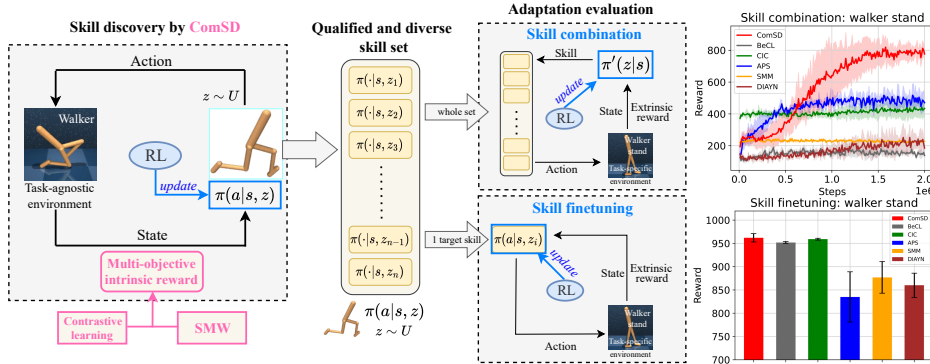 Skill discovery by ComSD
Action
z ∼ U
Walker
RL
update
Task-agnostic
environment
π(a|s, z)
State
Multi-objective
intrinsic reward
Contrastive
learning
SMW
Qualified and diverse
skill set
π(·|s, z₁)
π(·|s, z₂)
π(·|s, z₃)
π(·|s, zₙ₋₁)
π(·|s, zₙ)
π(a|s, z)
z ∼ U
whole set
1 target skill
Adaptation evaluation
Skill combination
Skill
π′(z|s)
update
RL
State
Extrinsic
reward
Action
Walker
stand
Task-specific
environment
Skill finetuning
π(a|s, zᵢ)
update
RL
State
Extrinsic
reward
Action
Walker
stand
Task-specific
environment
Skill combination: walker stand
Reward
800
600
400
200
ComSD
BeCL
CIC
APS
SMM
DIAYN
0.0
0.5
1.0
1.5
2.0
Steps
1e6
Skill finetuning: walker stand
Reward
1000
950
900
850
800
750
700
ComSD
BeCL
CIC
APS
SMM
DIAYN